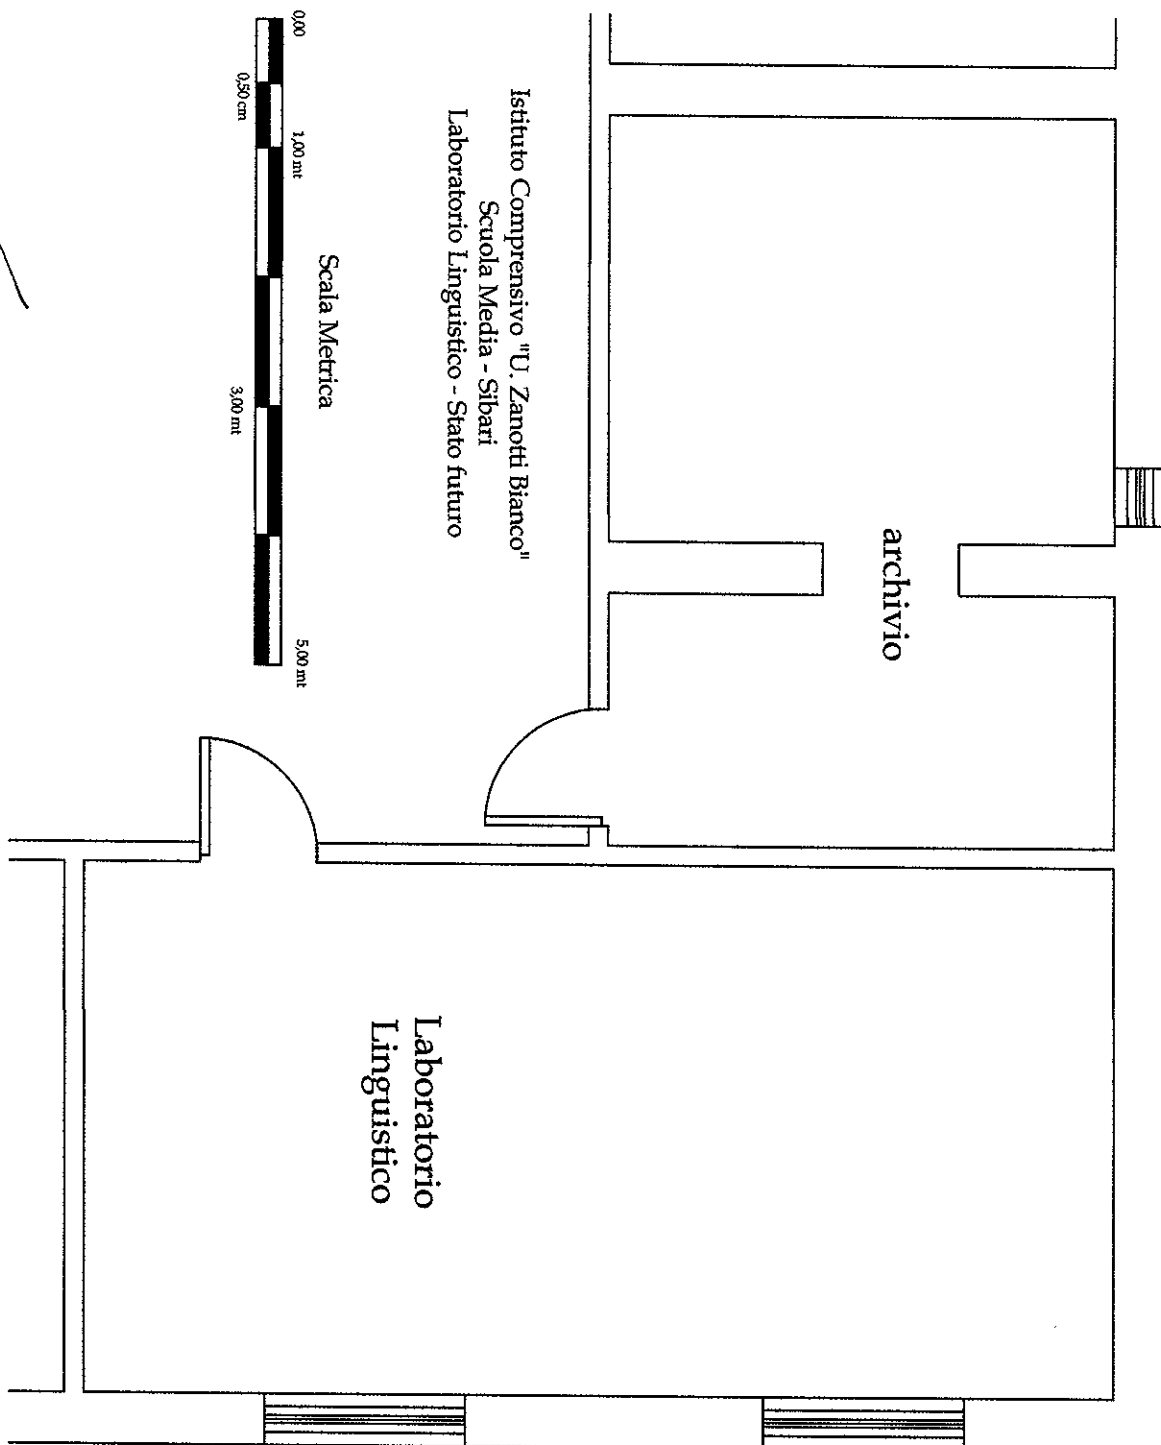 archivio
Istituto Comprensivo "U. Zanotti Bianco"
Scuola Media - Sibari
Laboratorio Linguistico - Stato futuro
Scala Metrica
0,00
1,00 mt
5,00 mt
0,50 cm
3,00 mt
Laboratorio
Linguistico